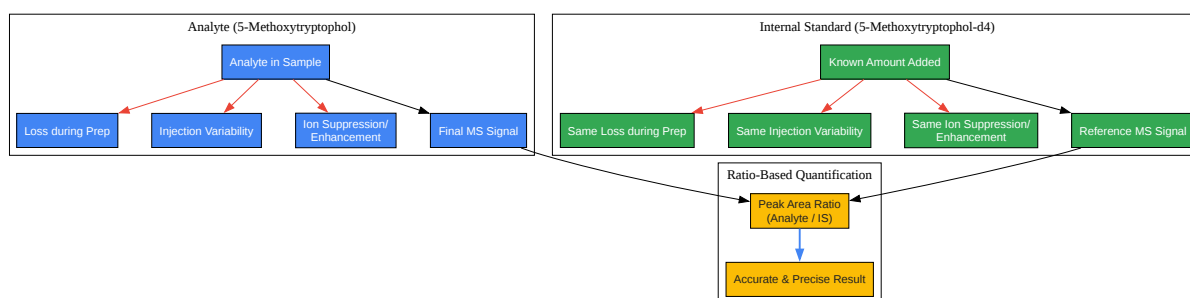 Analyte (5-Methoxytryptophol)
Analyte in Sample
Loss during Prep
Injection Variability
Ion Suppression/
Enhancement
Final MS Signal
Internal Standard (5-Methoxytryptophol-d4)
Known Amount Added
Same Loss during Prep
Same Injection Variability
Same Ion Suppression/
Enhancement
Reference MS Signal
Ratio-Based Quantification
Peak Area Ratio
(Analyte / IS)
Accurate & Precise Result